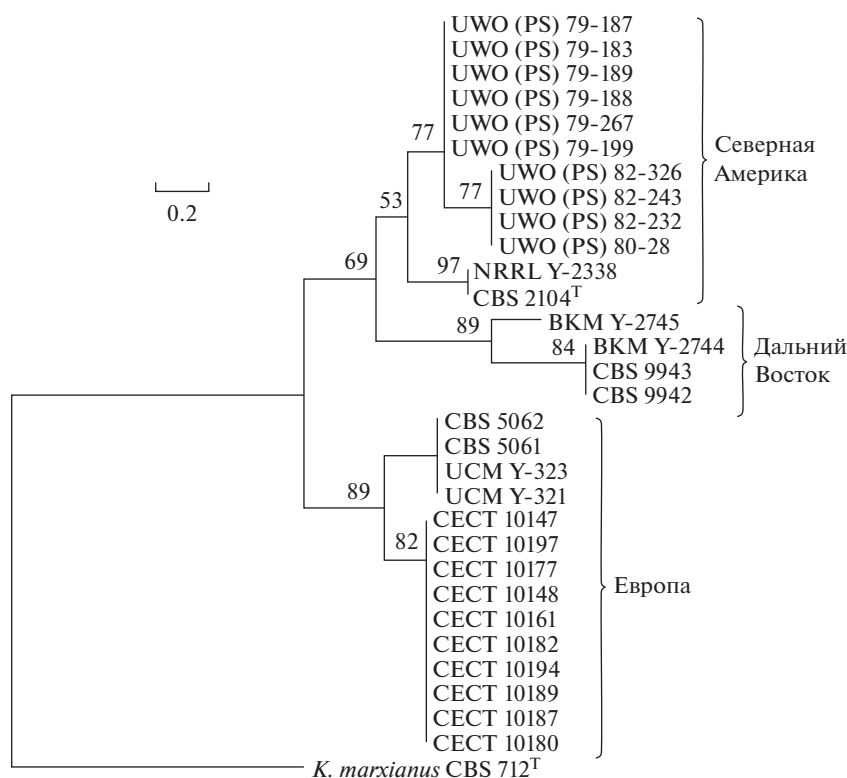 UWO (PS) 79-187
UWO (PS) 79-183
UWO (PS) 79-189
UWO (PS) 79-188
UWO (PS) 79-267
UWO (PS) 79-199
77
UWO (PS) 82-326
UWO (PS) 82-243
UWO (PS) 82-232
UWO (PS) 80-28
77
Северная
Америка
0.2
53
97
NRRL Y-2338
CBS 2104ᵀ
69
89
ВКМ Y-2745
84
ВКМ Y-2744
CBS 9943
CBS 9942
Дальний
Восток
CBS 5062
CBS 5061
UCM Y-323
UCM Y-321
89
82
CECT 10147
CECT 10197
CECT 10177
CECT 10148
CECT 10161
CECT 10182
CECT 10194
CECT 10189
CECT 10187
CECT 10180
Европа
K. marxianus CBS 712ᵀ